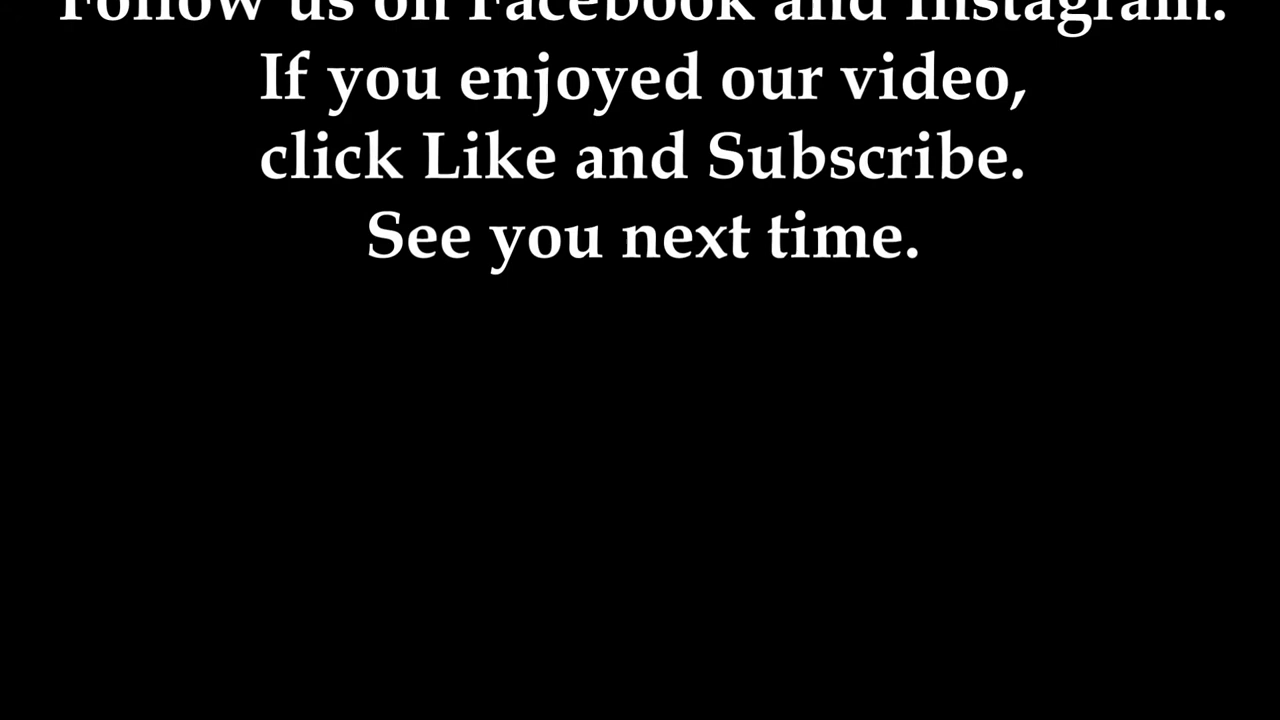 Follow us on Facebook and Instagram.
If you enjoyed our video,
click Like and Subscribe.
See you next time.